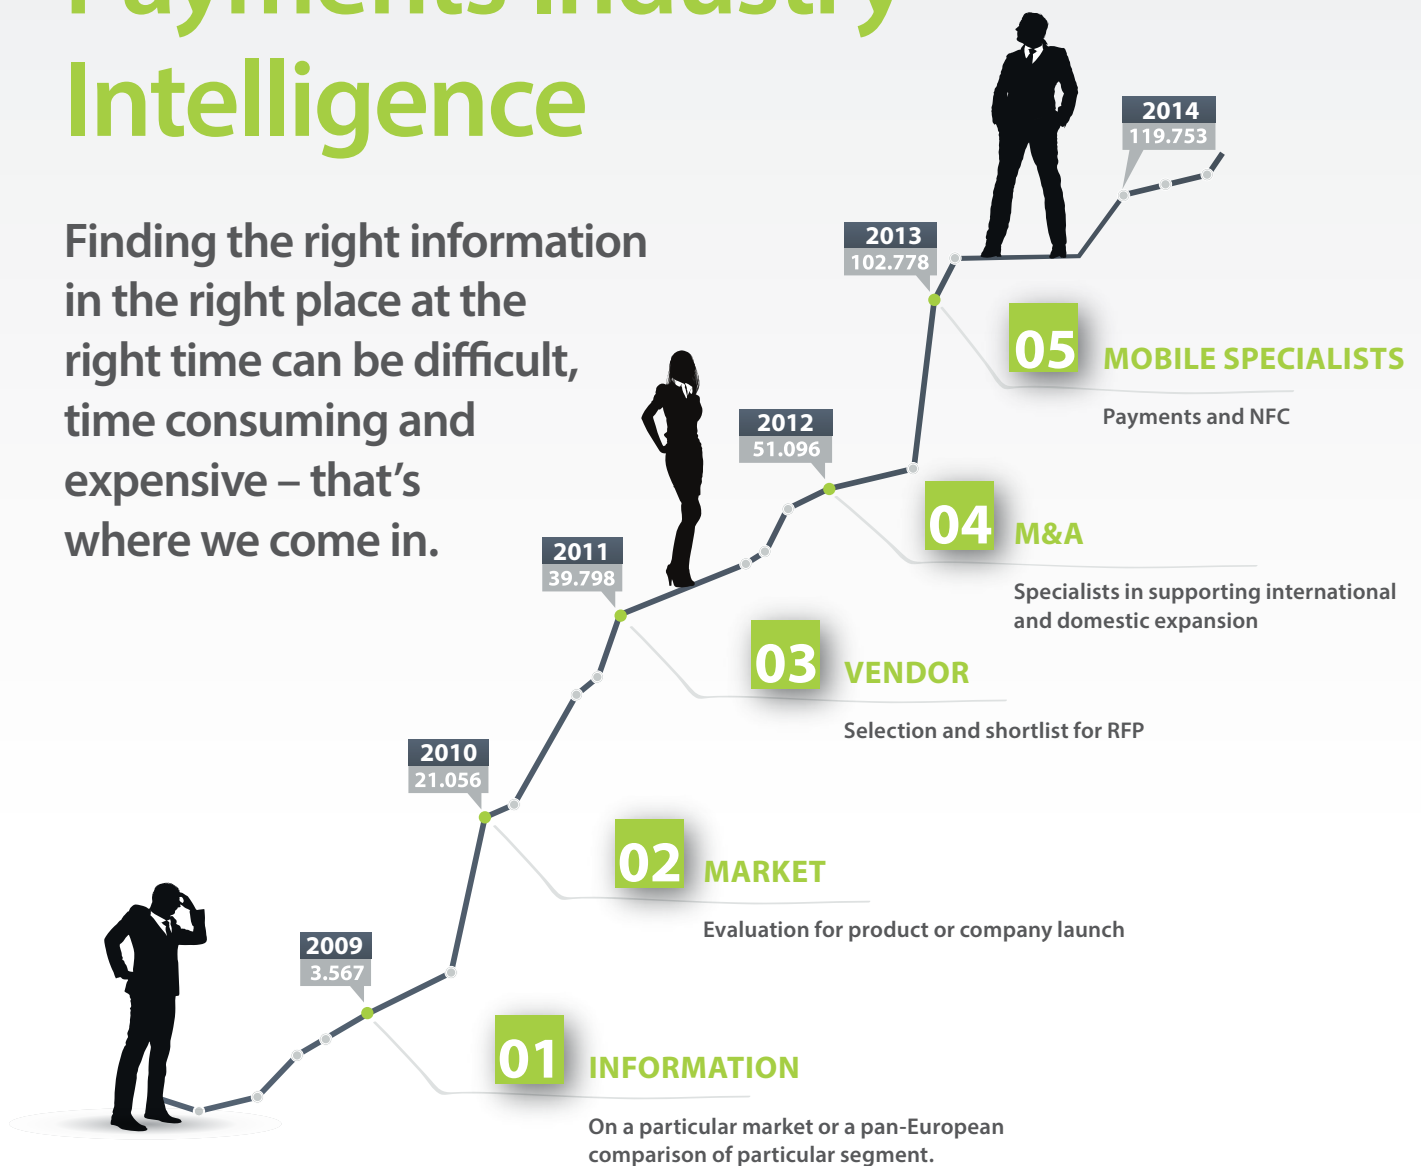 Payments Industry
Intelligence
Finding the right information
in the right place at the
right time can be difficult,
time consuming and
expensive – that's
where we come in.
2014
119.753
2013
102.778
05
MOBILE SPECIALISTS
Payments and NFC
2012
51.096
04
M&A
Specialists in supporting international
and domestic expansion
2011
39.798
03
VENDOR
Selection and shortlist for RFP
2010
21.056
02
MARKET
Evaluation for product or company launch
2009
3.567
01
INFORMATION
On a particular market or a pan-European
comparison of particular segment.